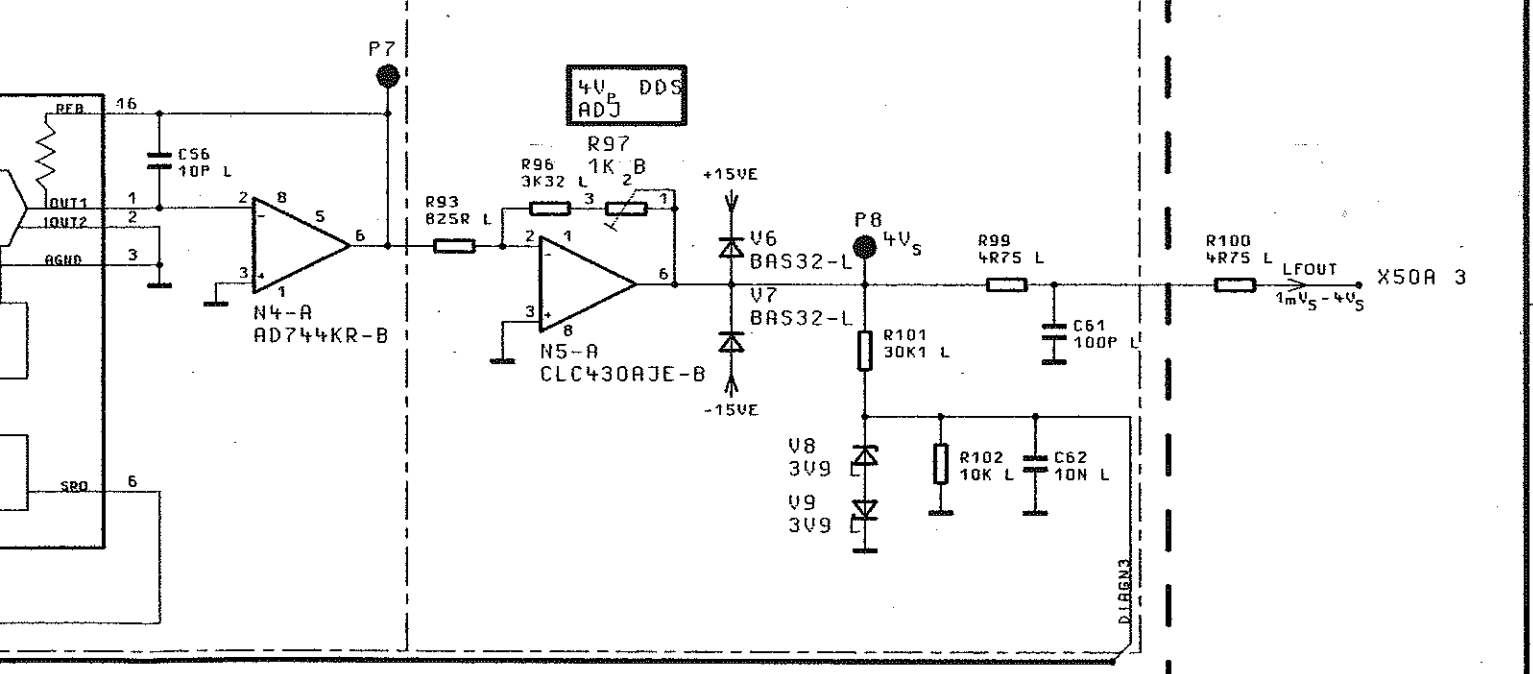 P7
4Vp DDS
ADJ
RFB 16
C56
10P L
R97
1K B
R96
3K32 L
3
2
1
+15VE
IOUT1 1
IOUT2 2
AGND 3
2
8
5
6
3
1
-
+
N4-A
AD744KR-B
R93
825R L
2
1
6
3
8
-
+
N5-A
CLC430AJE-B
V6
BAS32-L
V7
BAS32-L
-15VE
P8
4VS
R99
4R75 L
R100
4R75 L
LFOUT
1mVS-4VS
X50A 3
R101
30K1 L
C61
100P L
V8
3V9 L
V9
3V9 L
R102
10K L
C62
10N L
SRO 6
DIAGN3